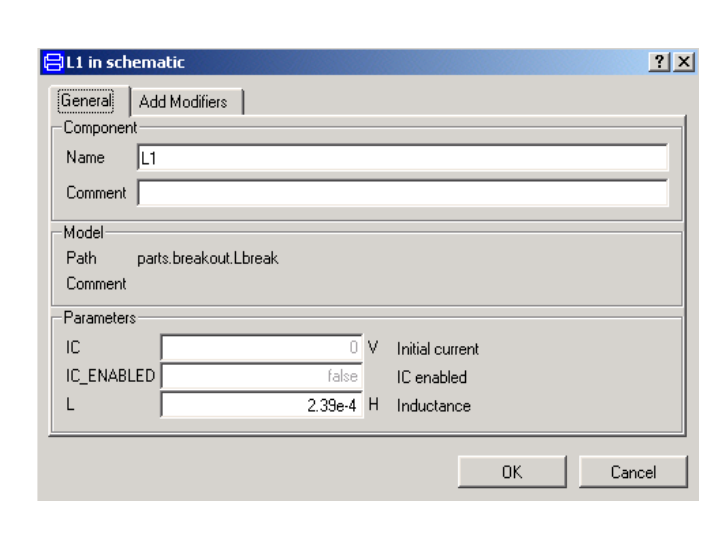 L1 in schematic
General Add Modifiers
Component
Name L1
Comment
Model
Path parts.breakout.Lbreak
Comment
Parameters
IC 0 V Initial current
IC_ENABLED false IC enabled
L 2.39e-4 H Inductance
OK Cancel